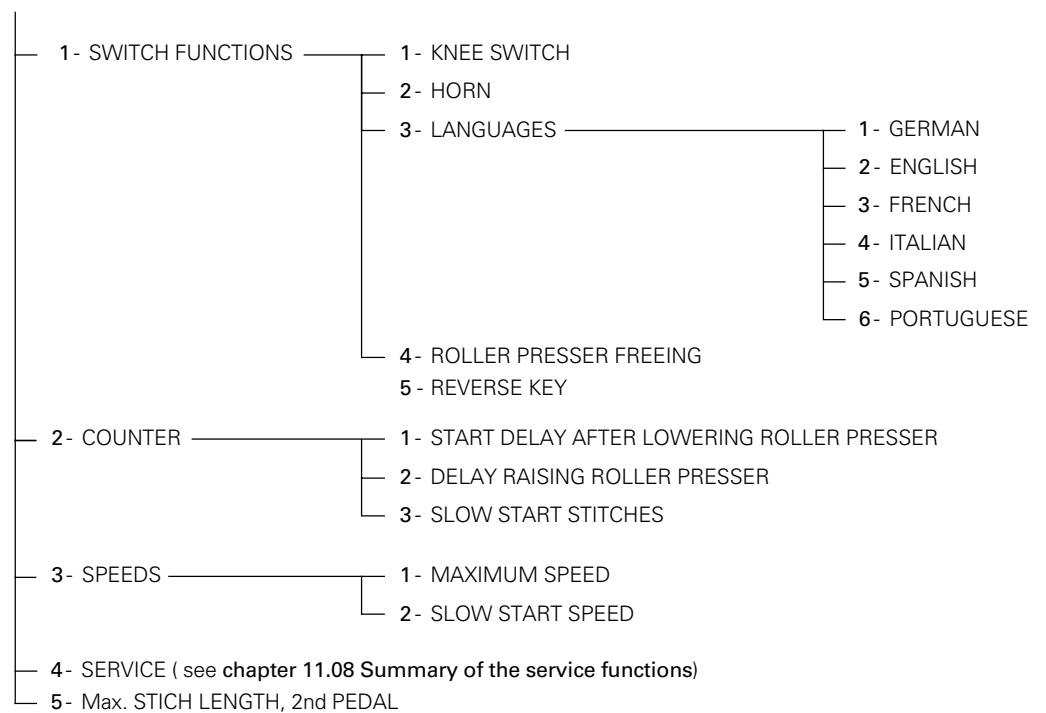 1 - SWITCH FUNCTIONS 1 - KNEE SWITCH
2 - HORN
3 - LANGUAGES 1 - GERMAN
2 - ENGLISH
3 - FRENCH
4 - ITALIAN
5 - SPANISH
6 - PORTUGUESE
4 - ROLLER PRESSER FREEING
5 - REVERSE KEY
2 - COUNTER 1 - START DELAY AFTER LOWERING ROLLER PRESSER
2 - DELAY RAISING ROLLER PRESSER
3 - SLOW START STITCHES
3 - SPEEDS 1 - MAXIMUM SPEED
2 - SLOW START SPEED
4 - SERVICE ( see chapter 11.08 Summary of the service functions)
5 - Max. STICH LENGTH, 2nd PEDAL